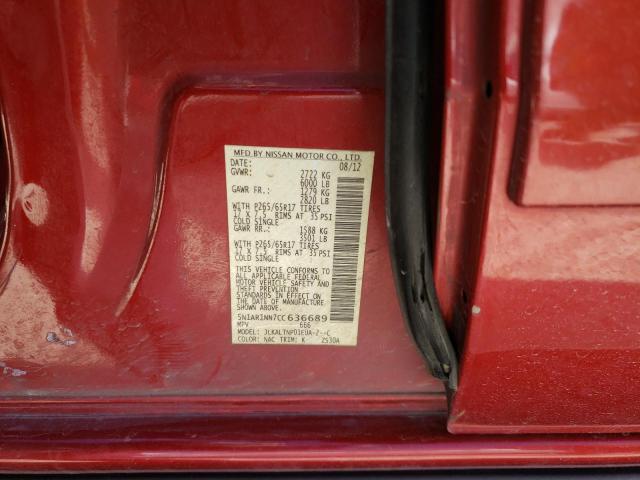 MFD BY NISSAN MOTOR CO., LTD.
DATE: 08/12
GVWR: 2722 KG
6000 LB
GAWR FR.: 1279 KG
2820 LB
WITH P265/65R17 TIRES
17 X 7.5 RIMS AT 35 PSI
COLD SINGLE
GAWR RR.: 1588 KG
3501 LB
WITH P265/65R17 TIRES
17 X 7.5 RIMS AT 35 PSI
COLD SINGLE
THIS VEHICLE CONFORMS TO
ALL APPLICABLE FEDERAL
MOTOR VEHICLE SAFETY AND
THEFT PREVENTION
STANDARDS IN EFFECT ON
THE DATE OF MANUFACTURE
SHOWN ABOVE.
5N1AR1NN7CC636689
MPV 666
MODEL:
COLOR: NAC TRIM: K 2530A